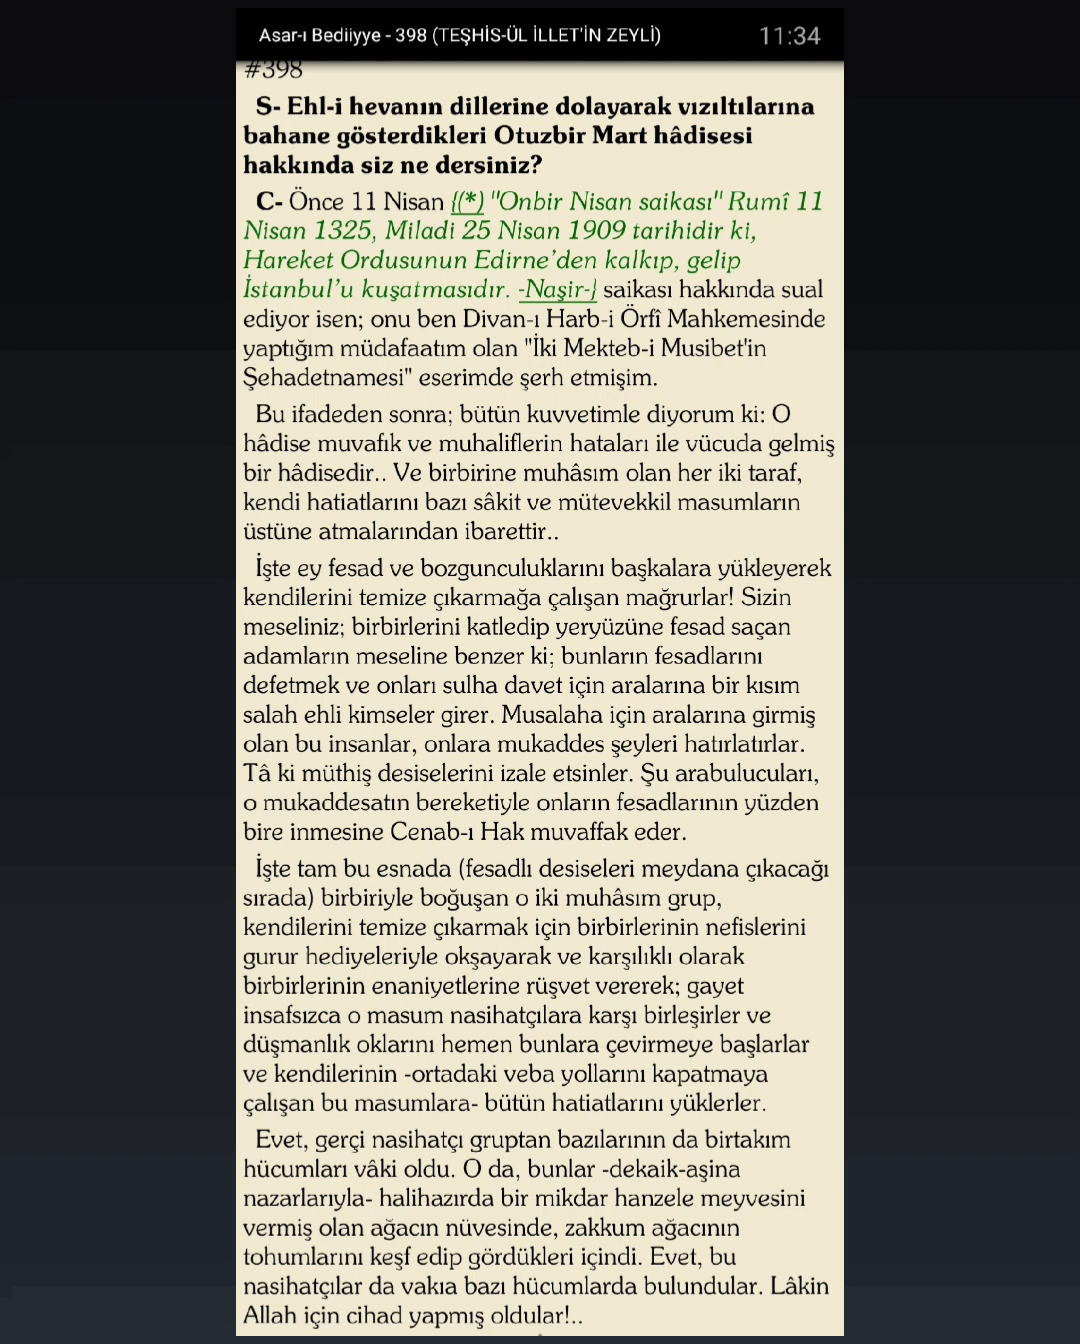 Asar-ı Bediiyye - 398 (TEŞHİS-ÜL İLLET'İN ZEYLİ)
11:34
#398
S- Ehl-i hevanın dillerine dolayarak vızıltılarına
bahane gösterdikleri Otuzbir Mart hâdisesi
hakkında siz ne dersiniz?
C- Önce 11 Nisan {(*) "Onbir Nisan saikası" Rumî 11
Nisan 1325, Miladi 25 Nisan 1909 tarihidir ki,
Hareket Ordusunun Edirne’den kalkıp, gelip
İstanbul’u kuşatmasıdır. -Naşir-} saikası hakkında sual
ediyor isen; onu ben Divan-ı Harb-i Örfî Mahkemesinde
yaptığım müdafaatım olan "İki Mekteb-i Musibet'in
Şehadetnamesi" eserimde şerh etmişim.
Bu ifadeden sonra; bütün kuvvetimle diyorum ki: O
hâdise muvafık ve muhaliflerin hataları ile vücuda gelmiş
bir hâdisedir.. Ve birbirine muhâsım olan her iki taraf,
kendi hatiatlarını bazı sâkit ve mütevekkil masumların
üstüne atmalarından ibarettir..
İşte ey fesad ve bozgunculuklarını başkalara yükleyerek
kendilerini temize çıkarmağa çalışan mağrurlar! Sizin
meseliniz; birbirlerini katledip yeryüzüne fesad saçan
adamların meseline benzer ki; bunların fesadlarını
defetmek ve onları sulha davet için aralarına bir kısım
salah ehli kimseler girer. Musalaha için aralarına girmiş
olan bu insanlar, onlara mukaddes şeyleri hatırlatırlar.
Tâ ki müthiş desiselerini izale etsinler. Şu arabulucuları,
o mukaddesatın bereketiyle onların fesadlarının yüzden
bire inmesine Cenab-ı Hak muvaffak eder.
İşte tam bu esnada (fesadlı desiseleri meydana çıkacağı
sırada) birbiriyle boğuşan o iki muhâsım grup,
kendilerini temize çıkarmak için birbirlerinin nefislerini
gurur hediyeleriyle okşayarak ve karşılıklı olarak
birbirlerinin enaniyetlerine rüşvet vererek; gayet
insafsızca o masum nasihatçılara karşı birleşirler ve
düşmanlık oklarını hemen bunlara çevirmeye başlarlar
ve kendilerinin -ortadaki veba yollarını kapatmaya
çalışan bu masumlara- bütün hatiatlarını yüklerler.
Evet, gerçi nasihatçı gruptan bazılarının da birtakım
hücumları vâki oldu. O da, bunlar -dekaik-aşina
nazarlarıyla- halihazırda bir mikdar hanzele meyvesini
vermiş olan ağacın nüvesinde, zakkum ağacının
tohumlarını keşf edip gördükleri içindi. Evet, bu
nasihatçılar da vakıa bazı hücumlarda bulundular. Lâkin
Allah için cihad yapmış oldular!..